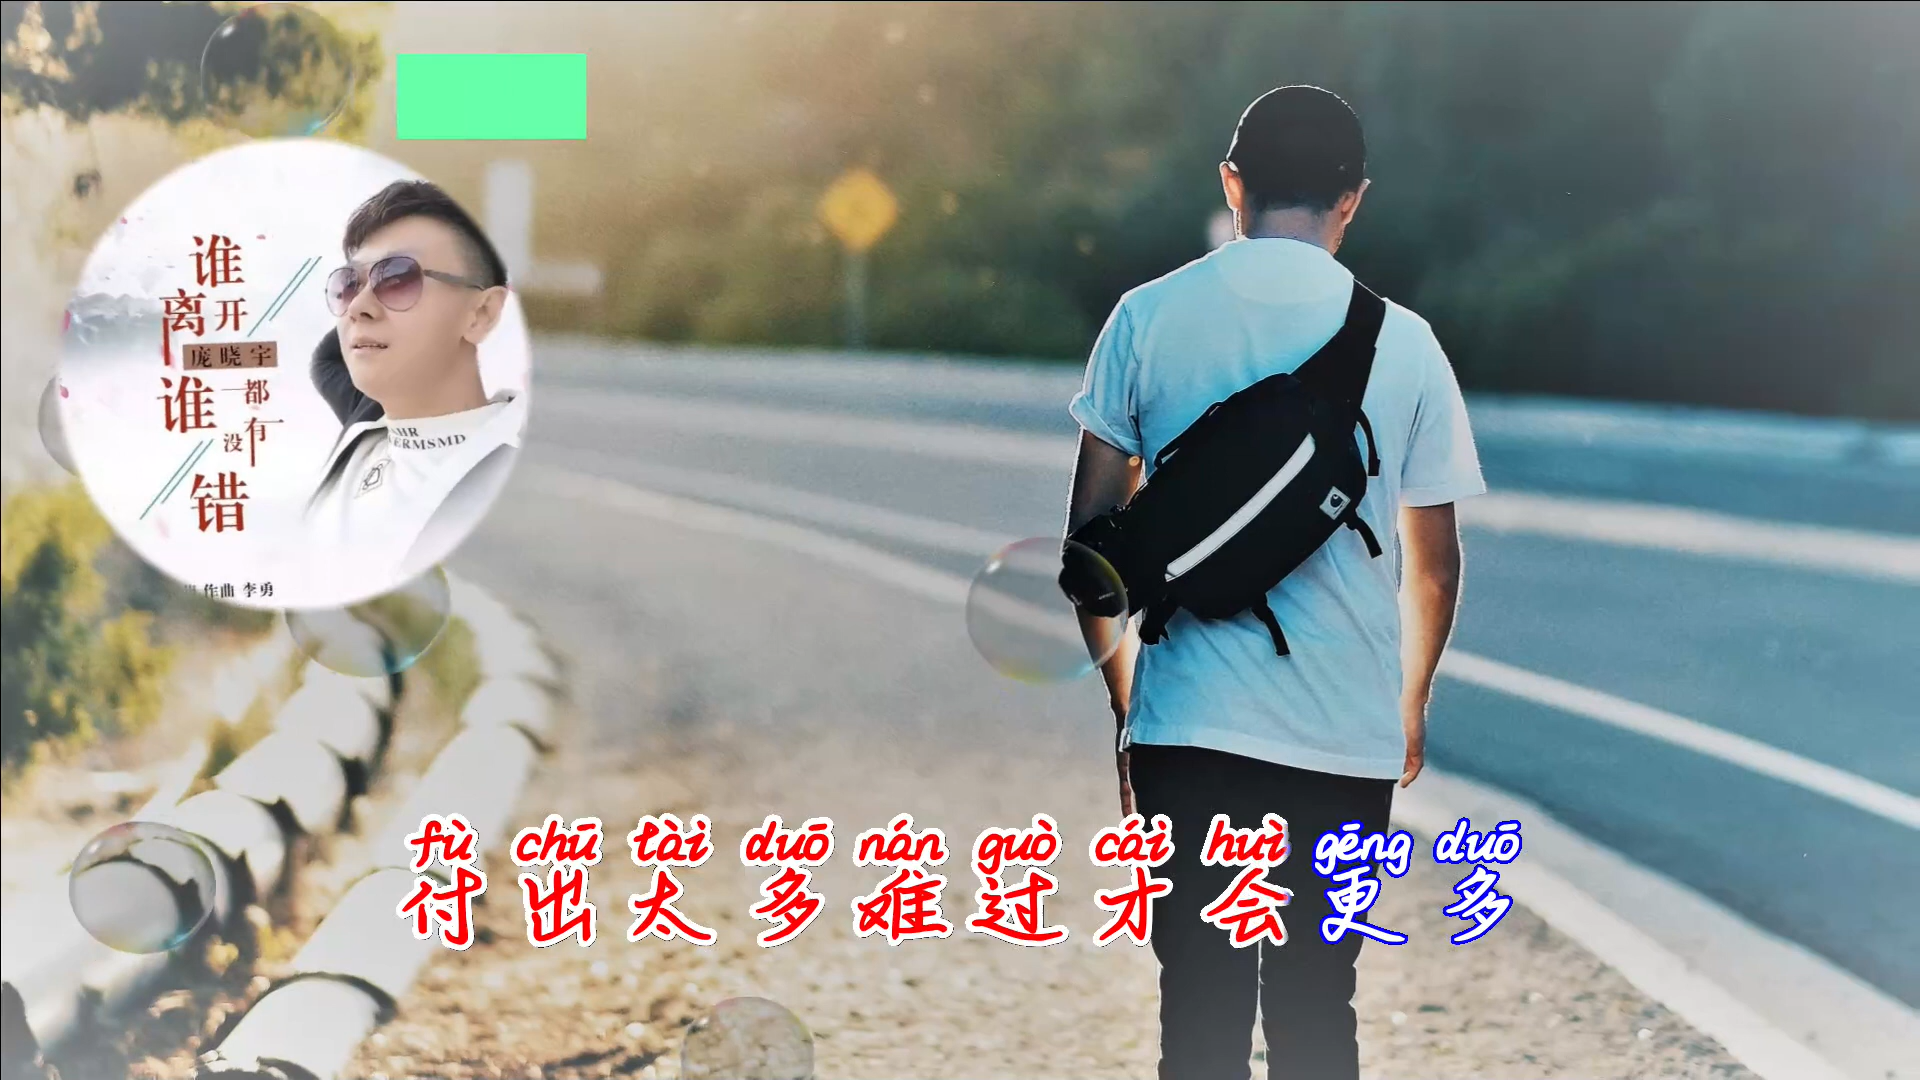 谁
离开
庞晓宇
谁都
没有
错
作曲 李勇
fù chū tài duō nán guò cái huì gēng duō
付出太多难过才会更多